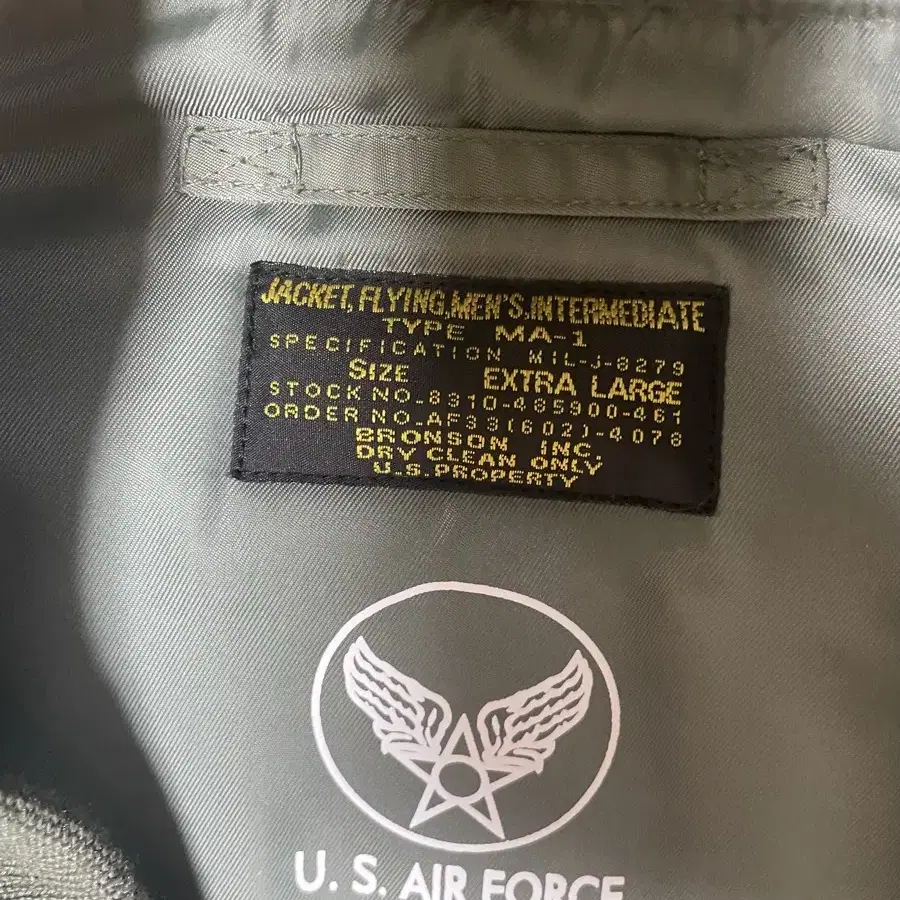 JACKET, FLYING, MEN'S. INTERMEDIATE
TYPE MA-1
SPECIFICATION MIL-J-8279
SIZE EXTRA LARGE
STOCK NO.-8310-485900-461
ORDER NO.-AF33(602)-4078
BRONSON INC.
DRY CLEAN ONLY
U.S. PROPERTY
U. S. AIR FORCE